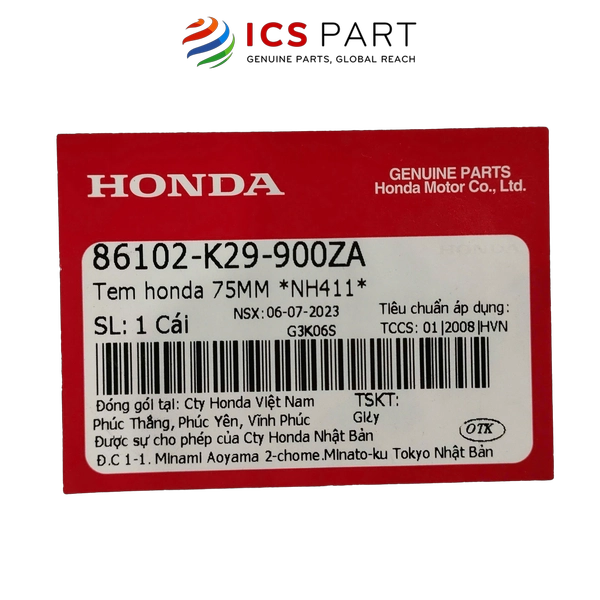 ICS PART
GENUINE PARTS, GLOBAL REACH
HONDA
GENUINE PARTS
Honda Motor Co., Ltd.
86102-K29-900ZA
Tem honda 75MM *NH411*
NSX: 06-07-2023
Tiêu chuẩn áp dụng:
SL: 1 Cái
G3K06S
TCCS: 01|2008|HVN
Đóng gói tại: Cty Honda Việt Nam
TSKT:
Phúc Thắng, Phúc Yên, Vĩnh Phúc
Giấy
Được sự cho phép của Cty Honda Nhật Bản
OTK
Đ.C 1-1. Minami Aoyama 2-chome.Minato-ku Tokyo Nhật Bản